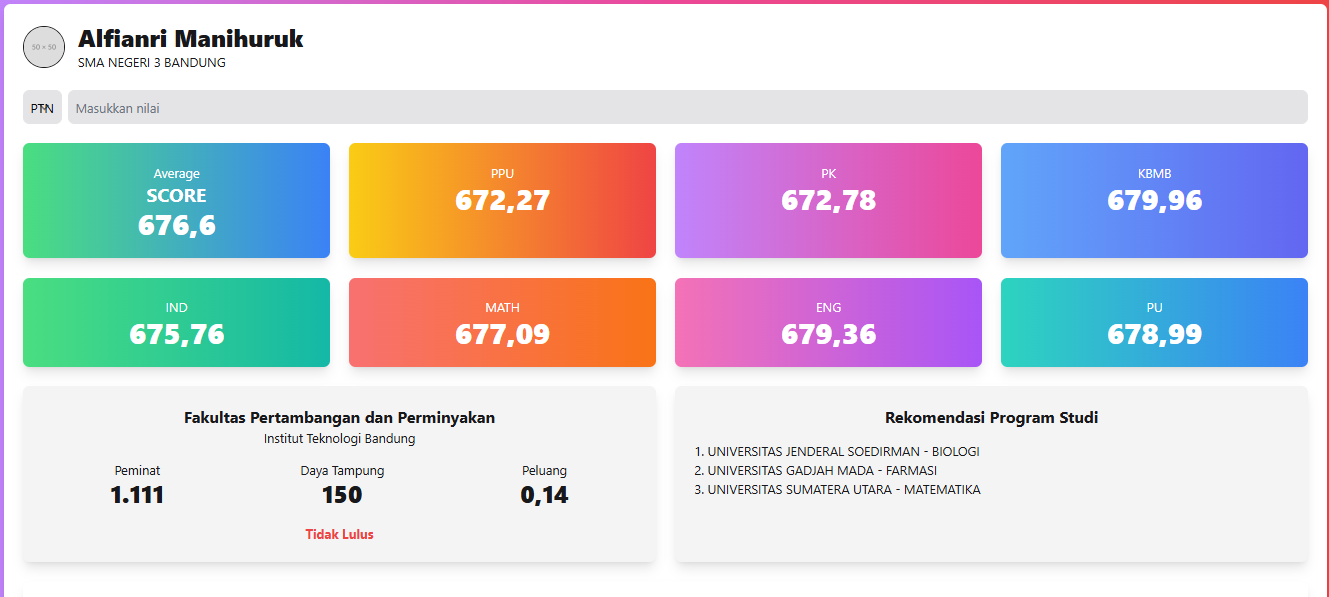 50 × 50
Alfianri Manihuruk
SMA NEGERI 3 BANDUNG
PTN
Masukkan nilai
Average
SCORE
676,6
PPU
672,27
PK
672,78
KBMB
679,96
IND
675,76
MATH
677,09
ENG
679,36
PU
678,99
Fakultas Pertambangan dan Perminyakan
Institut Teknologi Bandung
Peminat
1.111
Daya Tampung
150
Peluang
0,14
Tidak Lulus
Rekomendasi Program Studi
1. UNIVERSITAS JENDERAL SOEDIRMAN - BIOLOGI
2. UNIVERSITAS GADJAH MADA - FARMASI
3. UNIVERSITAS SUMATERA UTARA - MATEMATIKA